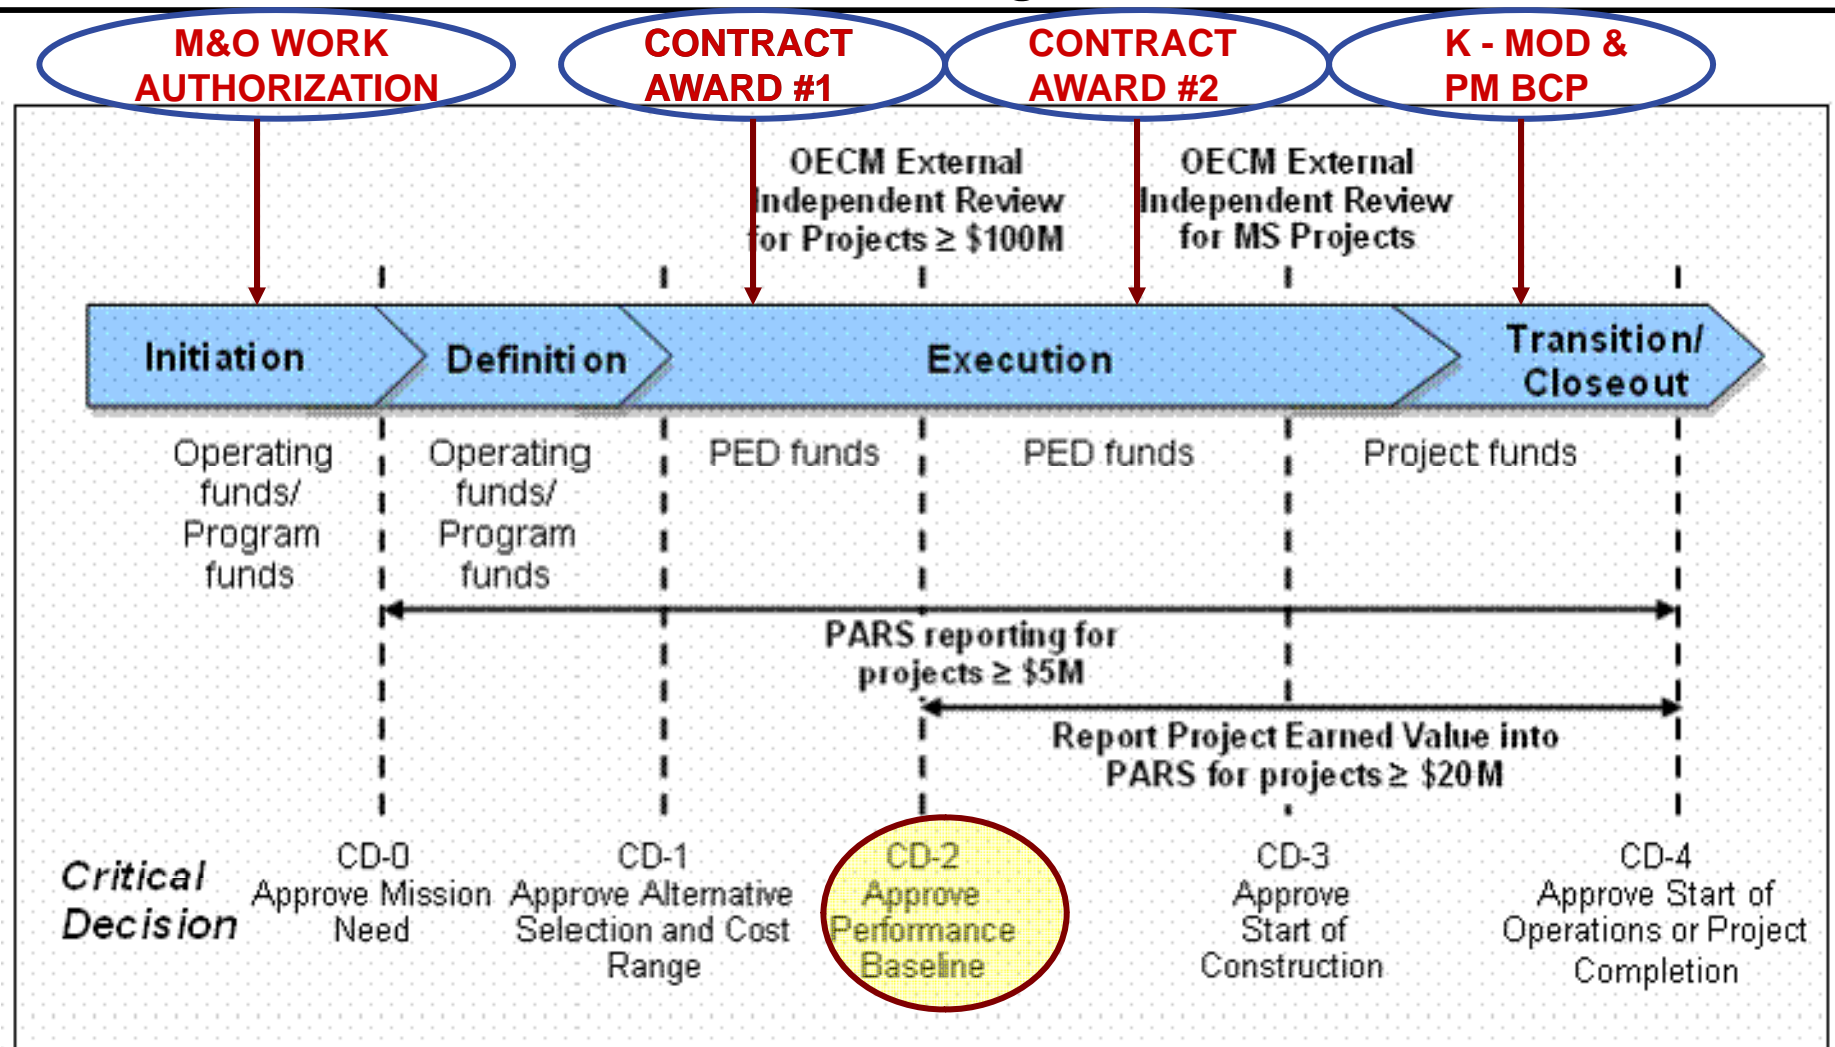 M&O WORK
AUTHORIZATION
CONTRACT
AWARD #1
CONTRACT
AWARD #2
K - MOD &
PM BCP
OECM External
Independent Review
for Projects ≥ $100M
OECM External
Independent Review
for MS Projects
Initiation
Definition
Execution
Transition/
Closeout
Operating
funds/
Program
funds
Operating
funds/
Program
funds
PED funds
PED funds
Project funds
PARS reporting for
projects ≥ $5M
Report Project Earned Value into
PARS for projects ≥ $20M
Critical
Decision
CD-0
Approve Mission
Need
CD-1
Approve Alternative
Selection and Cost
Range
CD-2
Approve
Performance
Baseline
CD-3
Approve
Start of
Construction
CD-4
Approve Start of
Operations or Project
Completion